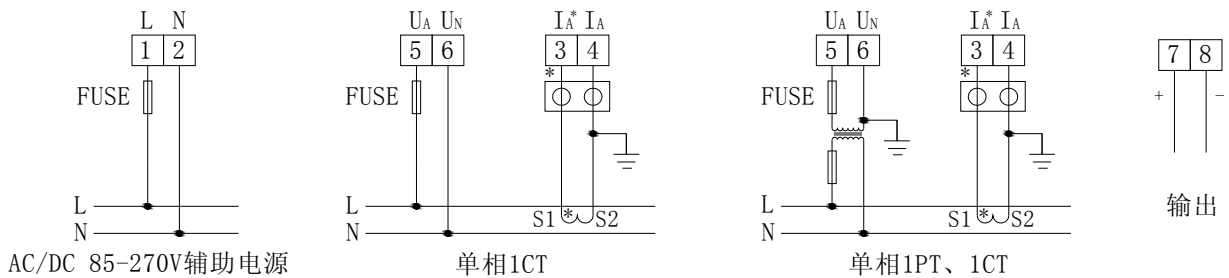 L N
1 2
FUSE
L
N
AC/DC 85-270V辅助电源
UA UN
5 6
IA* IA
3 4
*
FUSE
L
N
S1 * S2
单相1CT
UA UN
5 6
IA* IA
3 4
*
FUSE
L
N
S1 * S2
单相1PT、1CT
7 8
+ -
输出